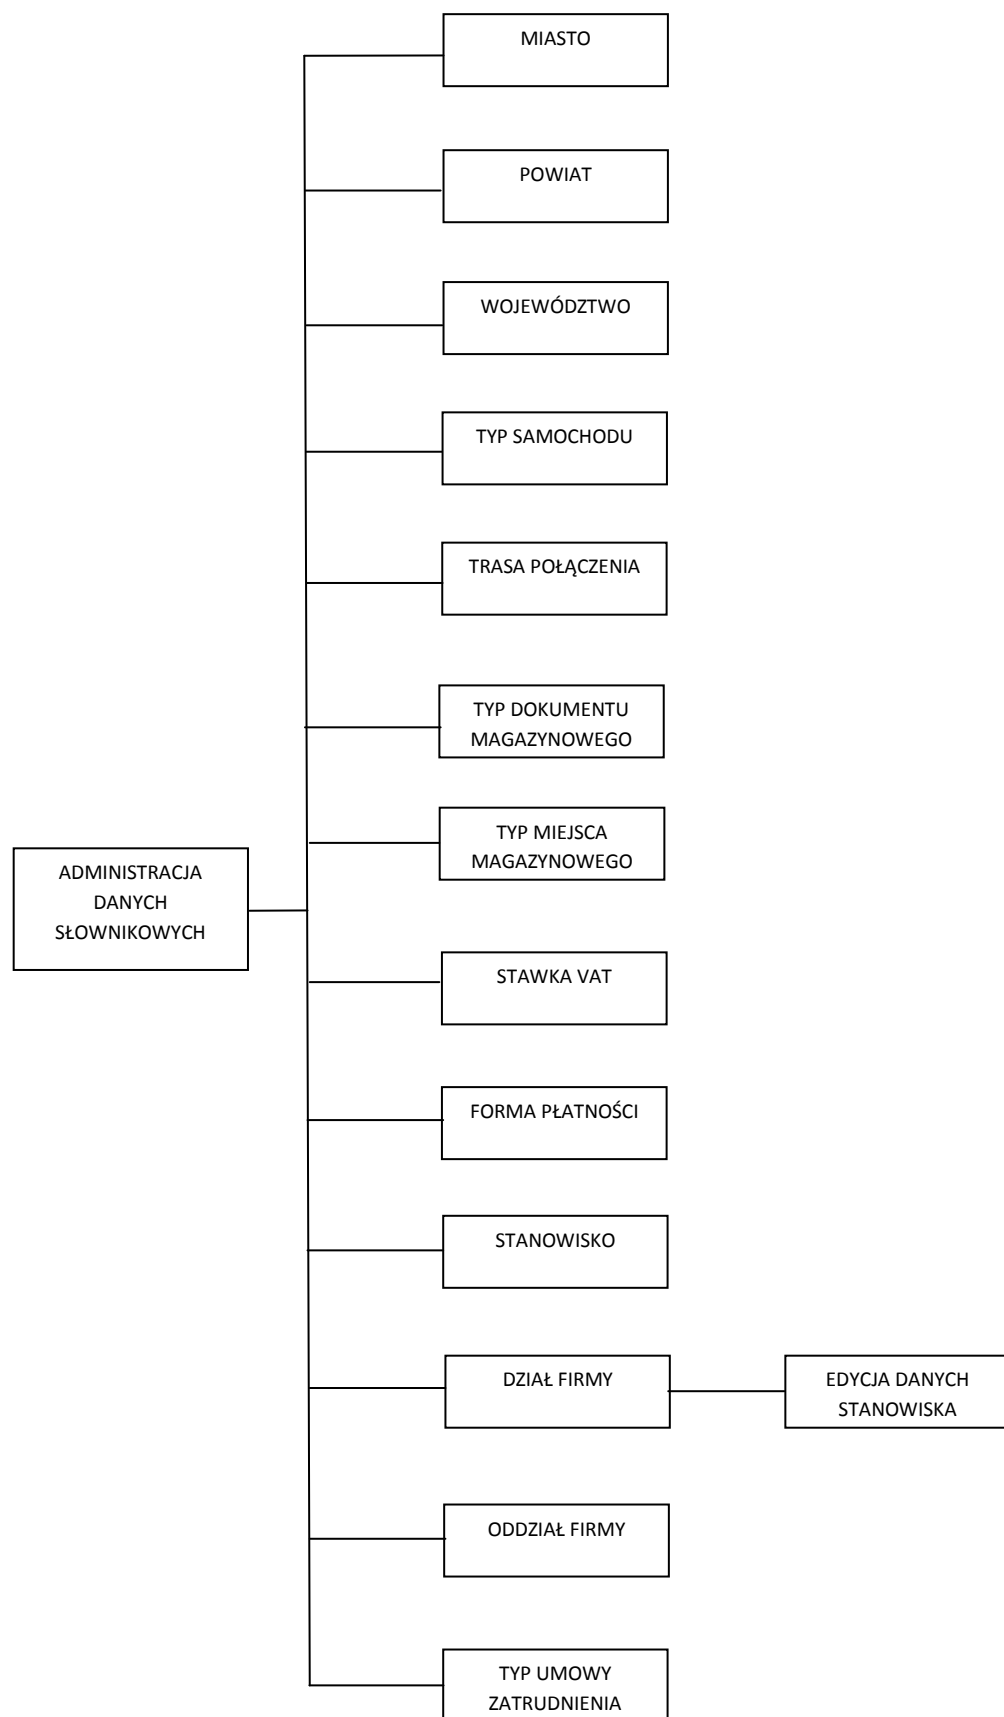 MIASTO
POWIAT
WOJEWÓDZTWO
TYP SAMOCHODU
TRASA POŁĄCZENIA
TYP DOKUMENTU
MAGAZYNOWEGO
TYP MIEJSCA
MAGAZYNOWEGO
ADMINISTRACJA
DANYCH
SŁOWNIKOWYCH
STAWKA VAT
FORMA PŁATNOŚCI
STANOWISKO
DZIAŁ FIRMY
EDYCJA DANYCH
STANOWISKA
ODDZIAŁ FIRMY
TYP UMOWY
ZATRUDNIENIA